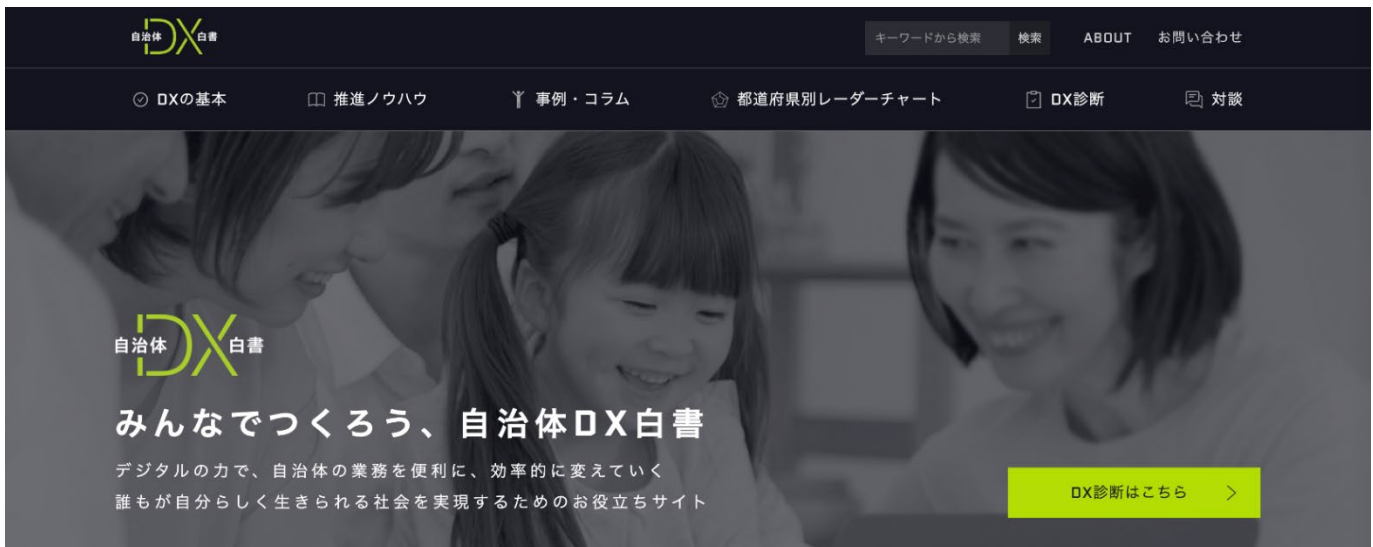 自治体DX白書
キーワードから検索 検索 ABOUT お問い合わせ
DXの基本 推進ノウハウ 事例・コラム 都道府県別レーダーチャート DX診断 対談
自治体DX白書
みんなでつくろう、自治体DX白書
デジタルの力で、自治体の業務を便利に、効率的に変えていく
誰もが自分らしく生きられる社会を実現するためのお役立ちサイト
DX診断はこちら